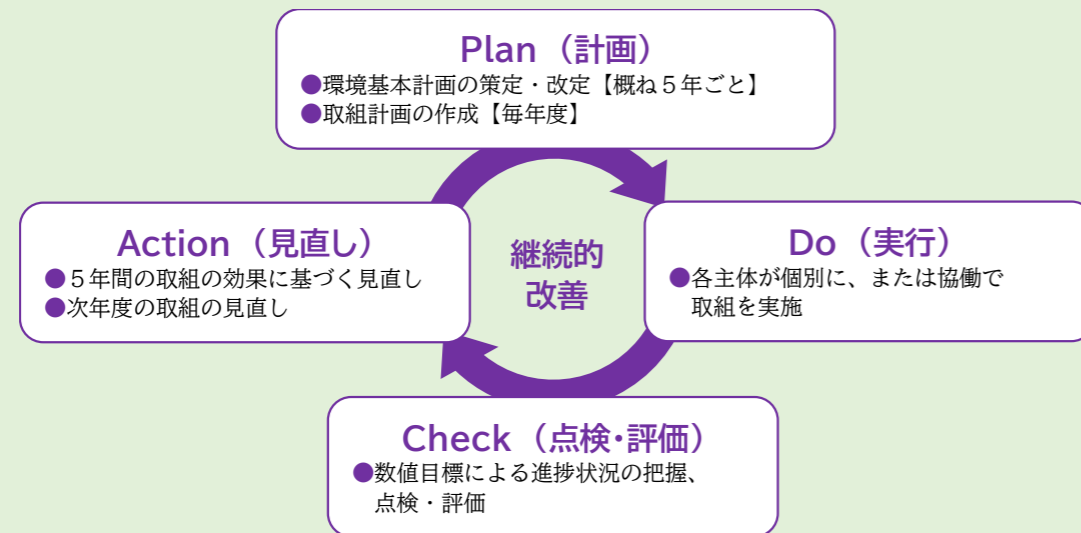 Plan（計画）
●環境基本計画の策定・改定【概ね５年ごと】
●取組計画の作成【毎年度】
Action（見直し）
●５年間の取組の効果に基づく見直し
●次年度の取組の見直し
継続的
改善
Do（実行）
●各主体が個別に、または協働で
取組を実施
Check（点検・評価）
●数値目標による進捗状況の把握、
点検・評価